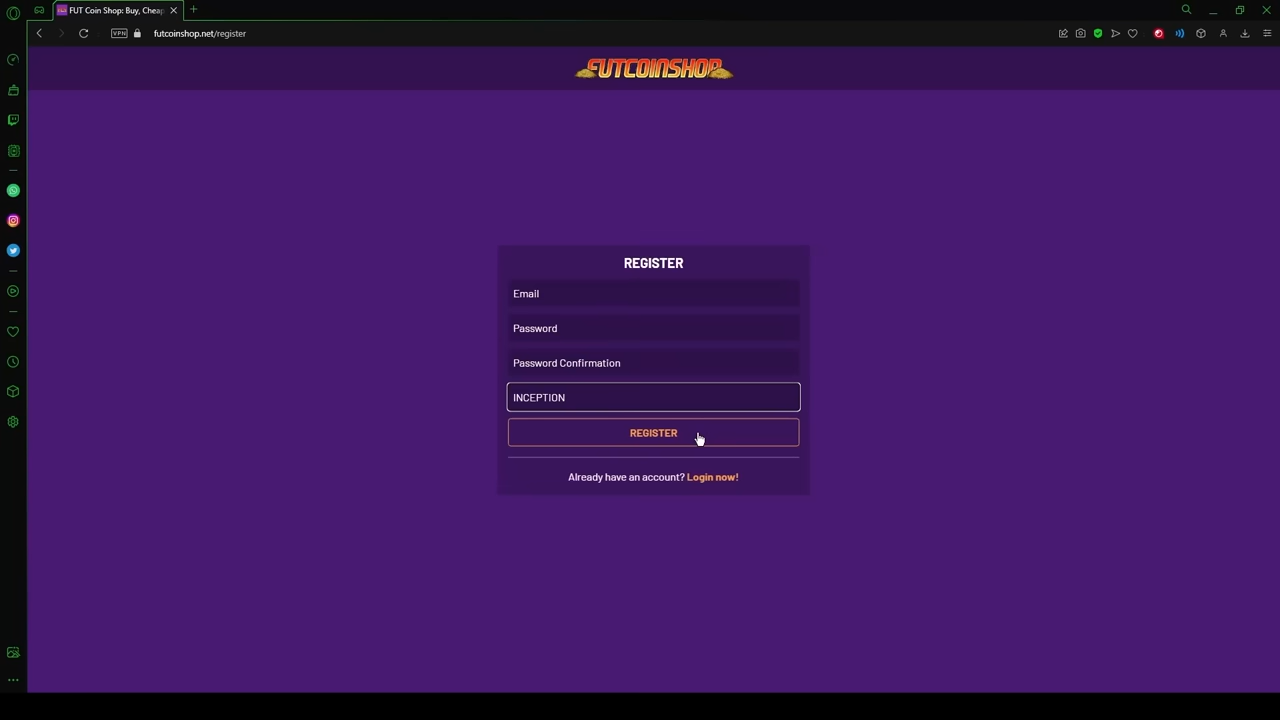 FUT Coin Shop: Buy, Cheap
VPN
futcoinshop.net/register
FUTCOINSHOP
REGISTER
Email
Password
Password Confirmation
INCEPTION
REGISTER
Already have an account? Login now!